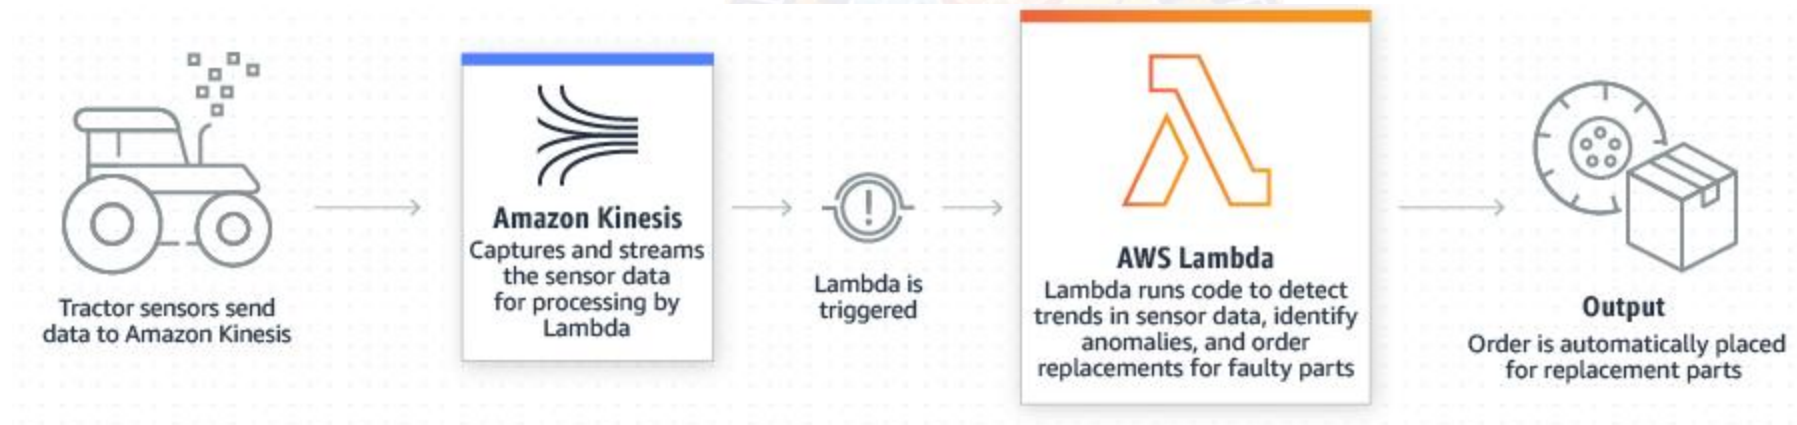 Tractor sensors send
data to Amazon Kinesis
Amazon Kinesis
Captures and streams
the sensor data
for processing by
Lambda
Lambda is
triggered
AWS Lambda
Lambda runs code to detect
trends in sensor data, identify
anomalies, and order
replacements for faulty parts
Output
Order is automatically placed
for replacement parts